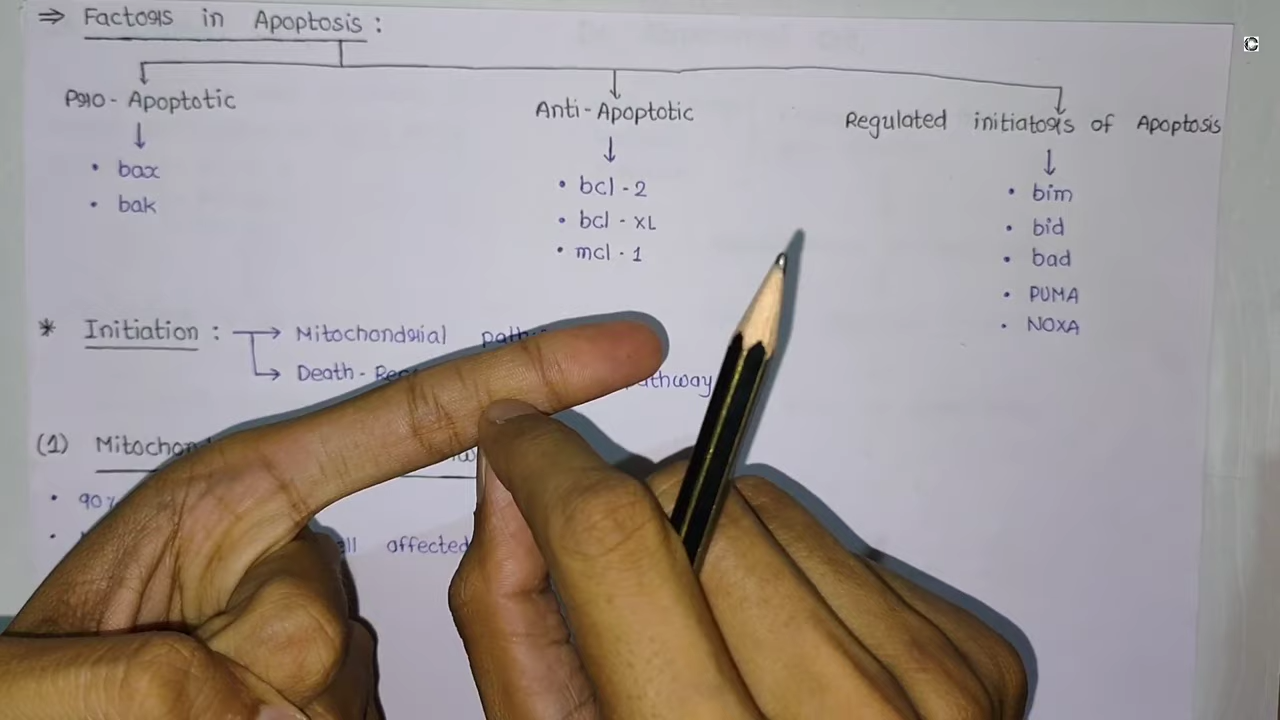 ⇒ Factors in Apoptosis :
Pro - Apoptotic
• bax
• bak
Anti - Apoptotic
• bcl - 2
• bcl - XL
• mcl - 1
Regulated initiators of Apoptosis
• bim
• bid
• bad
• PUMA
• NOXA
* Initiation : → Mitochondrial
→ Death -
(1)
affected